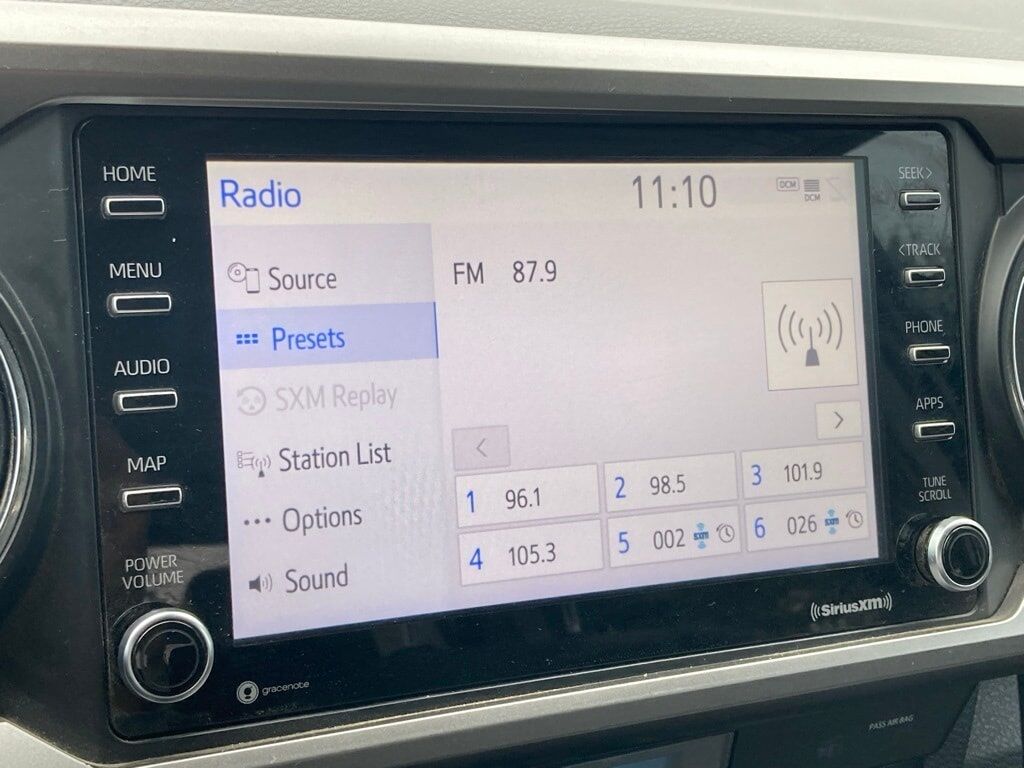 HOME
MENU
AUDIO
MAP
POWER
VOLUME
Radio
11:10
DCM
DCM
Source
Presets
SXM Replay
Station List
Options
Sound
FM 87.9
<
>
1 96.1
2 98.5
3 101.9
4 105.3
5 002 sxm
6 026 sxm
SEEK >
< TRACK
PHONE
APPS
TUNE
SCROLL
((SiriusXM))
gracenote
PASS AIR BAG